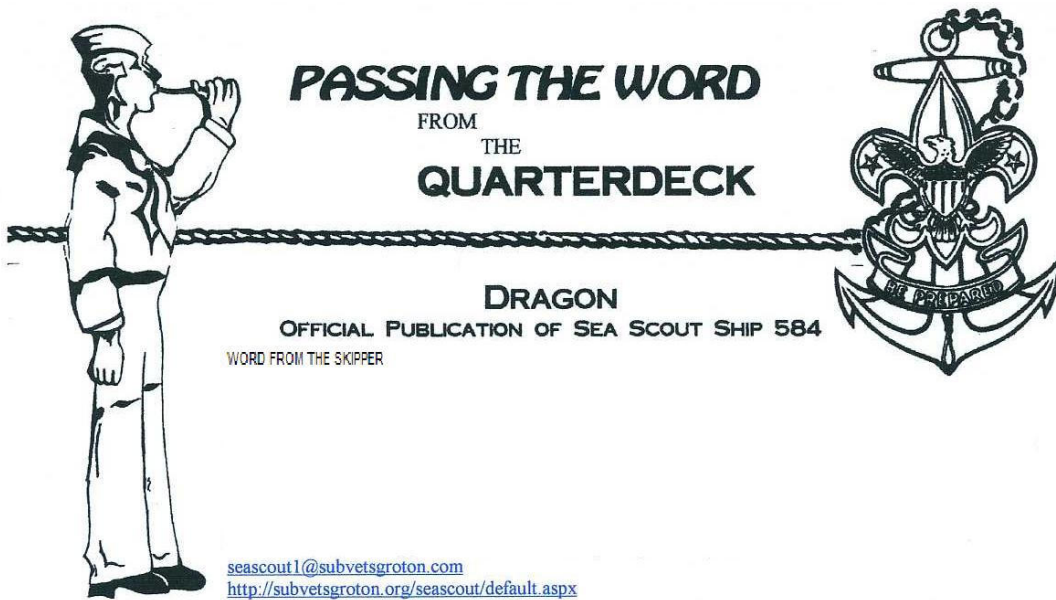 PASSING THE WORD
FROM
THE
QUARTERDECK
BE PREPARED
DRAGON
OFFICIAL PUBLICATION OF SEA SCOUT SHIP 584
WORD FROM THE SKIPPER
seascout1@subvetsgroton.com
http://subvetsgroton.org/seascout/default.aspx